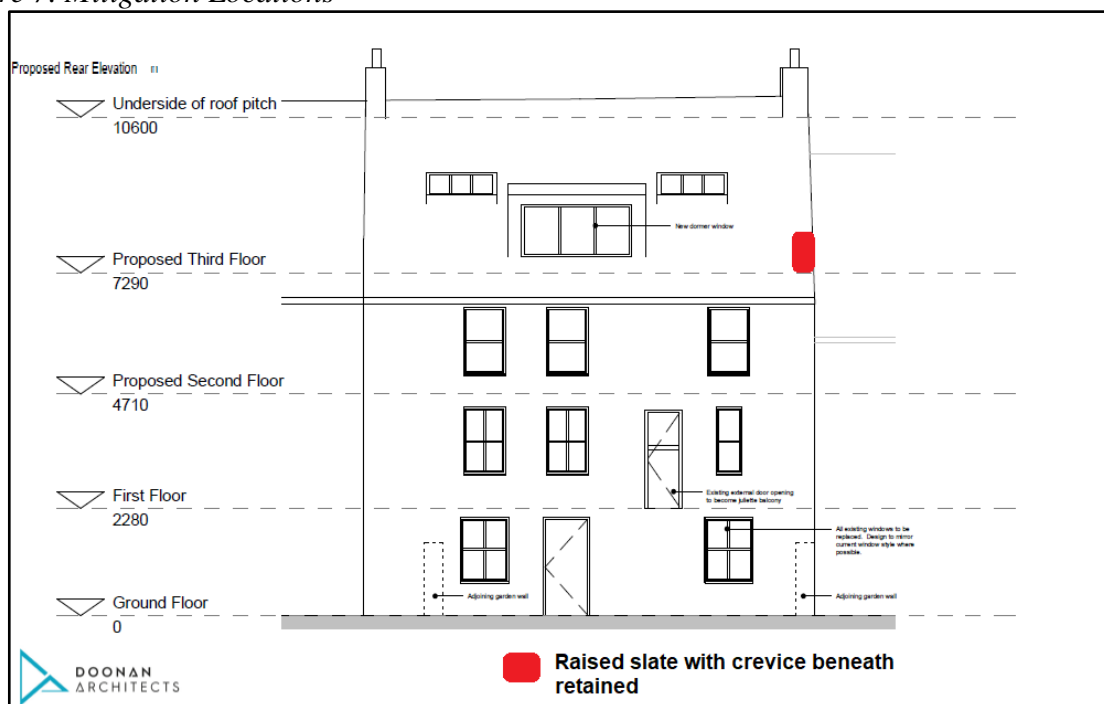 Mitigation Locations
Proposed Rear Elevation
Underside of roof pitch
10600
New dormer window
Proposed Third Floor
7290
Proposed Second Floor
4710
First Floor
2280
Existing external door opening
to become juliette balcony
All existing windows to be
replaced. Design to mirror
current window style where
possible.
Adjoining garden wall
Adjoining garden wall
Ground Floor
0
DOONAN
ARCHITECTS
Raised slate with crevice beneath
retained